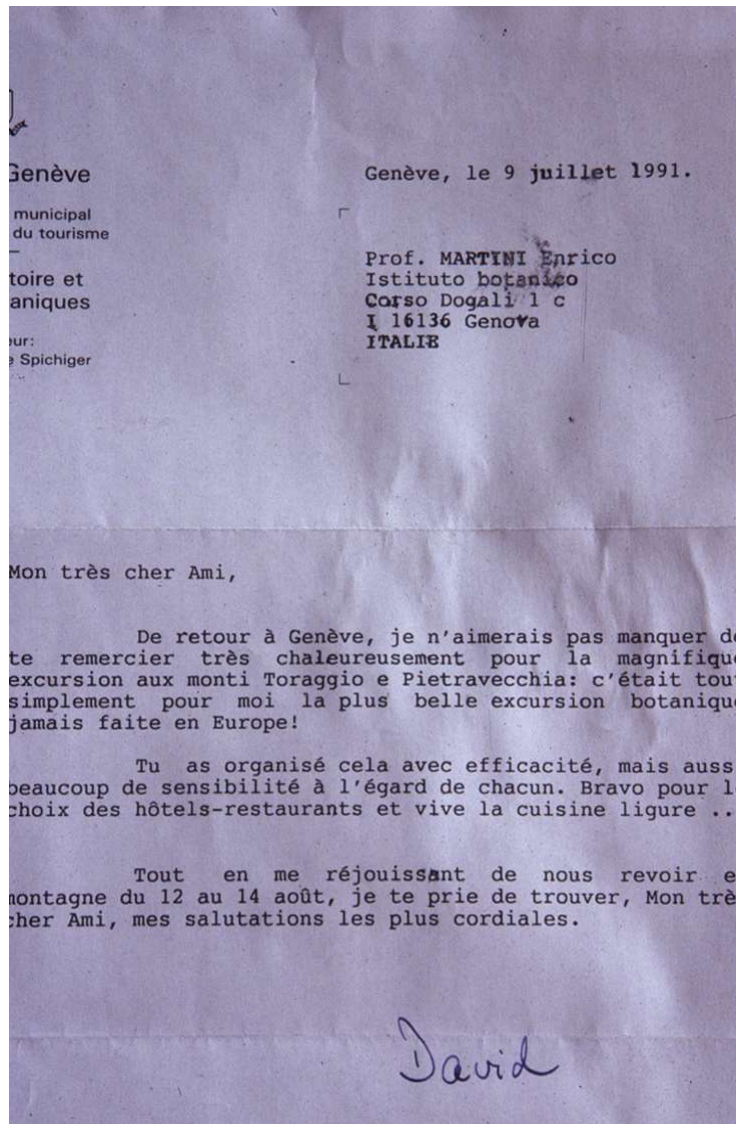 Genève
municipal
du tourisme
toire et
aniques
ur:
e Spichiger
Genève, le 9 juillet 1991.
Prof. MARTINI Enrico
Istituto botanico
Corso Dogali 1 c
I 16136 Genova
ITALIE
Mon très cher Ami,
De retour à Genève, je n'aimerais pas manquer de
te remercier très chaleureusement pour la magnifique
excursion aux monti Toraggio e Pietravecchia: c'était tout
simplement pour moi la plus belle excursion botanique
jamais faite en Europe!
Tu as organisé cela avec efficacité, mais auss
beaucoup de sensibilité à l'égard de chacun. Bravo pour le
choix des hôtels-restaurants et vive la cuisine ligure ..
Tout en me réjouissant de nous revoir e
montagne du 12 au 14 août, je te prie de trouver, Mon trè
cher Ami, mes salutations les plus cordiales.
David